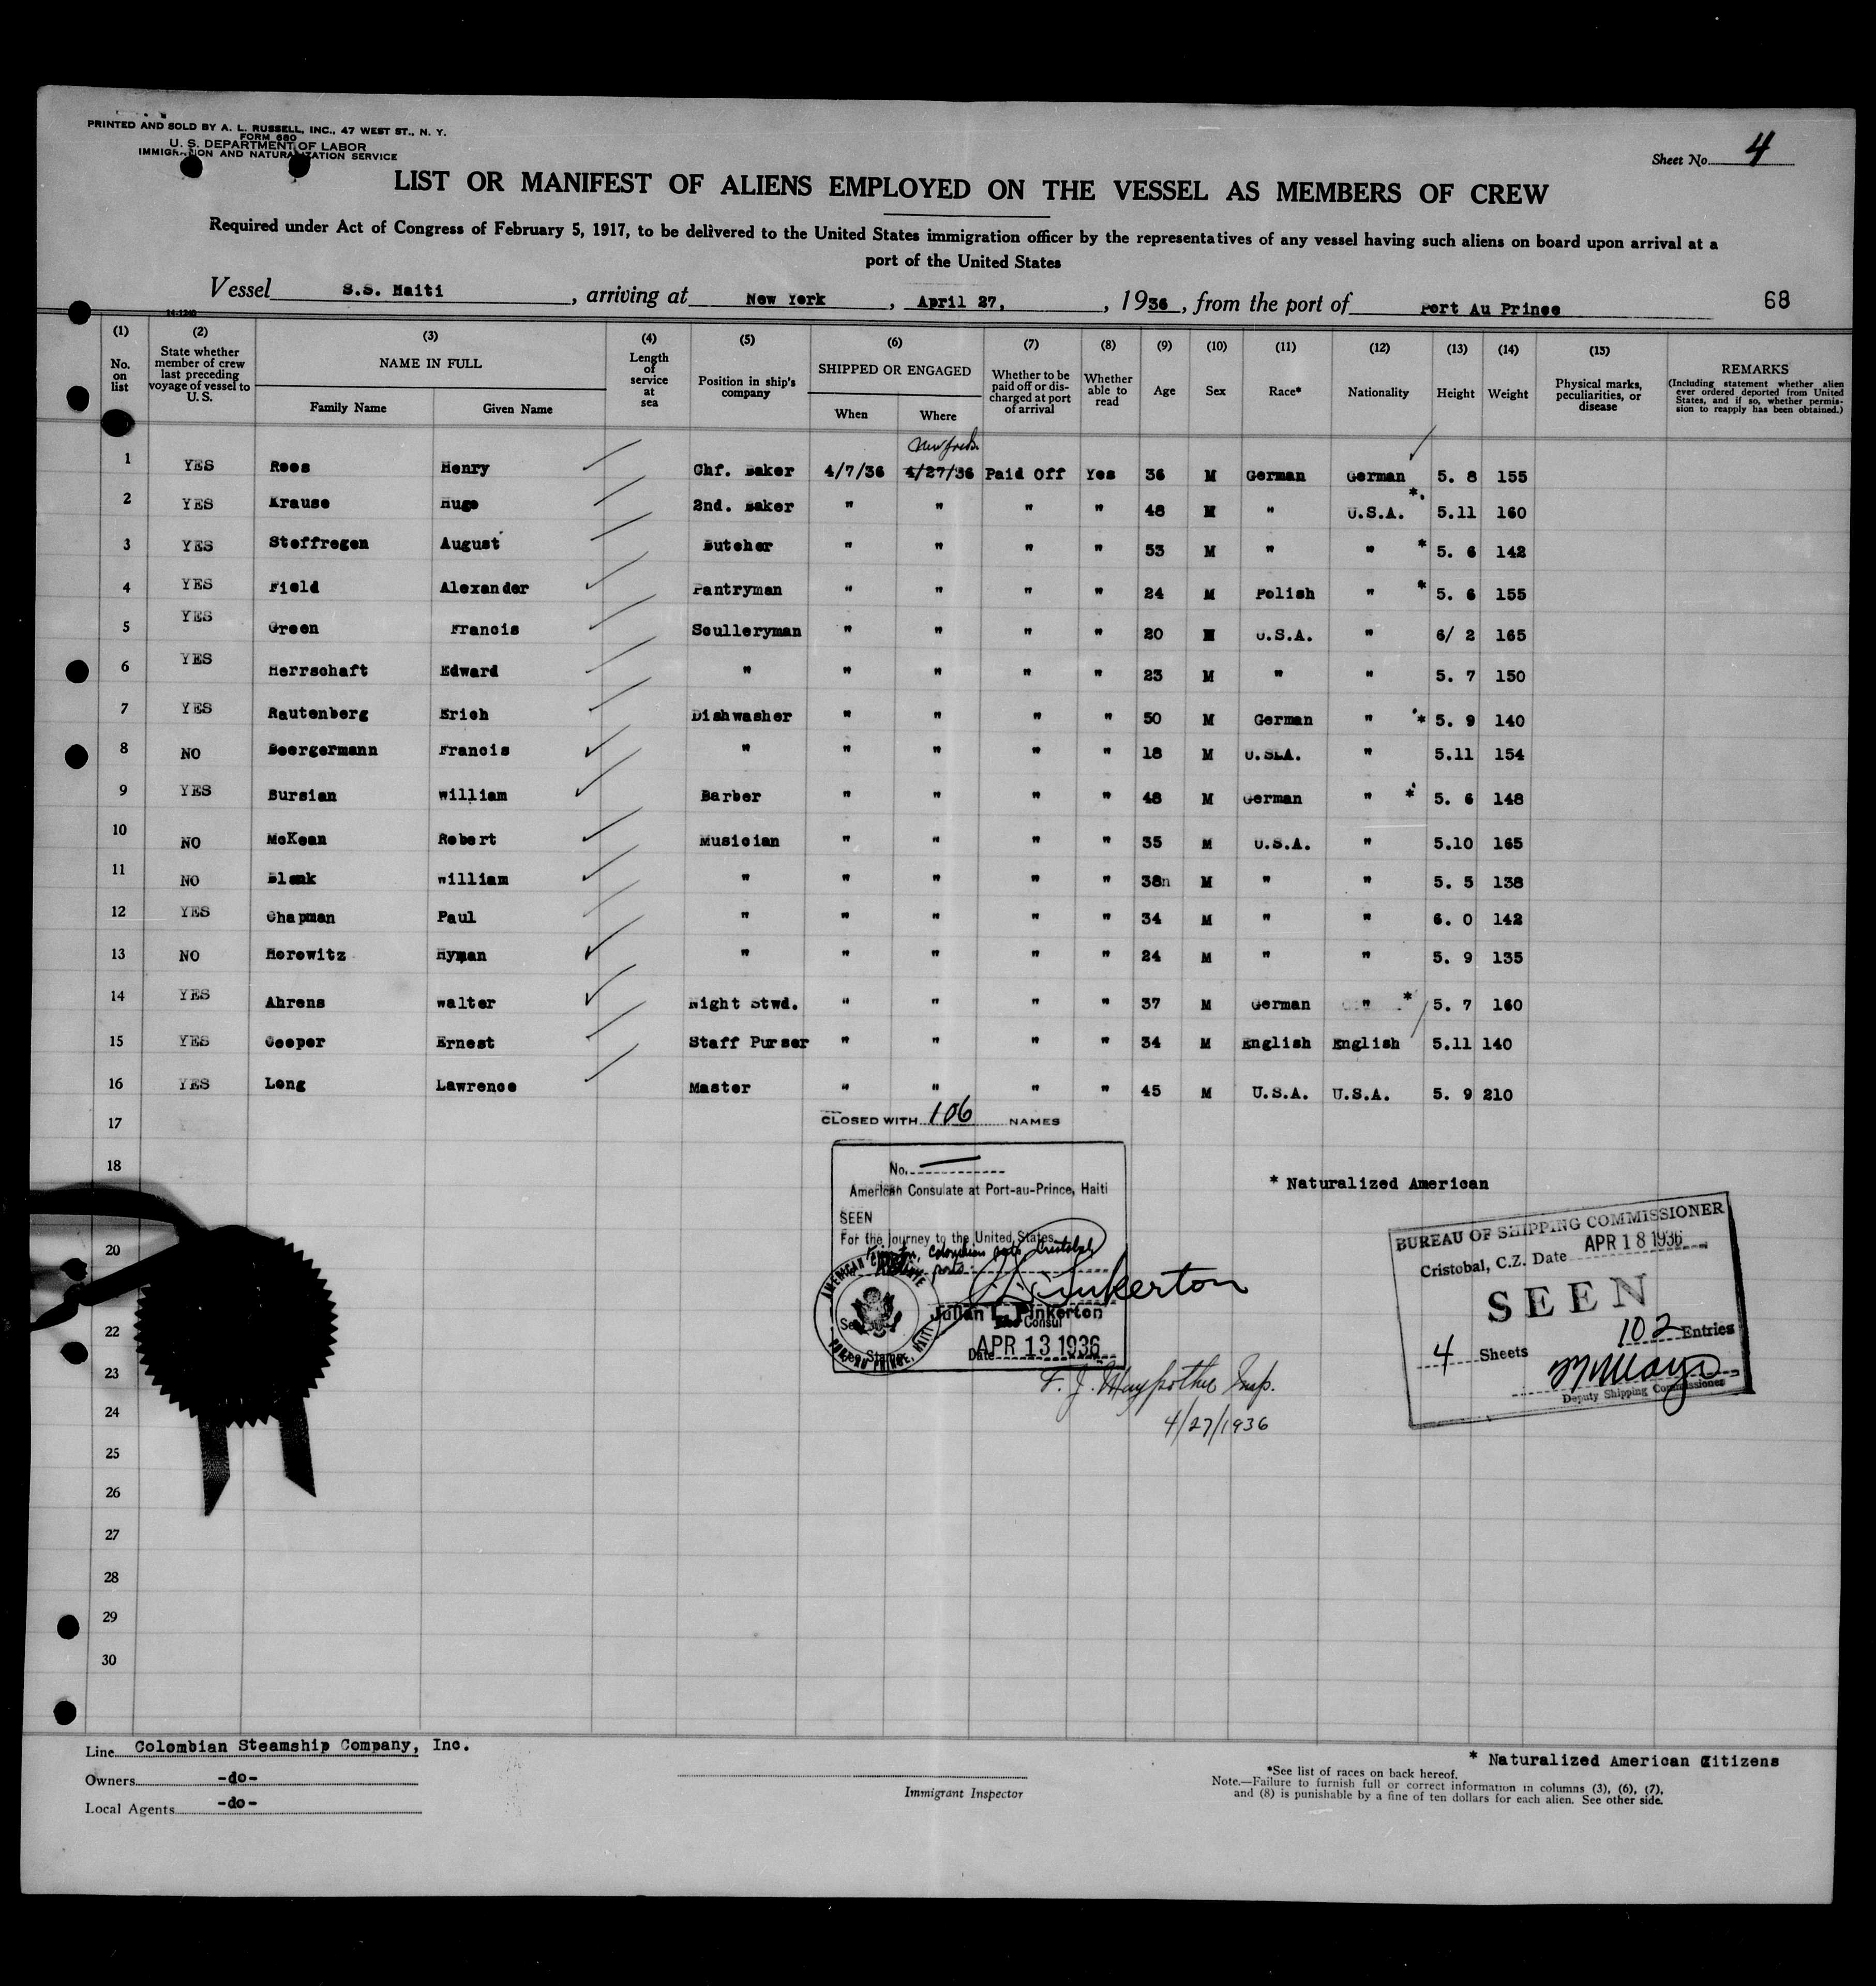 PRINTED AND SOLD BY A. L. RUSSELL, INC., 47 WEST ST., N. Y.
FORM 680
U. S. DEPARTMENT OF LABOR
IMMIGRATION AND NATURALIZATION SERVICE
Sheet No. 4
LIST OR MANIFEST OF ALIENS EMPLOYED ON THE VESSEL AS MEMBERS OF CREW
Required under Act of Congress of February 5, 1917, to be delivered to the United States immigration officer by the representatives of any vessel having such aliens on board upon arrival at a
port of the United States
Vessel S.S. Haiti, arriving at New York, April 27, , 1936, from the port of Port Au Prince 68
14-1240
(1) No. on list
(2) State whether member of crew last preceding voyage of vessel to U. S.
(3) NAME IN FULL
Family Name Given Name
(4) Length of service at sea
(5) Position in ship's company
(6) SHIPPED OR ENGAGED
When Where
(7) Whether to be paid off or discharged at port of arrival
(8) Whether able to read
(9) Age
(10) Sex
(11) Race*
(12) Nationality
(13) Height
(14) Weight
(15) Physical marks, peculiarities, or disease
REMARKS
(Including statement whether alien ever ordered deported from United States, and if so, whether permission to reapply has been obtained.)
New York
1 YES Rees Henry Chf. Baker 4/7/36 4/27/36 Paid Off Yes 36 M German German 5. 8 155
2 YES Krause Hugo 2nd. Baker " " " " 48 M " U.S.A. * 5.11 160
3 YES Steffregen August Butcher " " " " 53 M " " * 5. 6 142
4 YES Field Alexander Pantryman " " " " 24 M Polish " * 5. 6 155
5 YES Green Francis Sculleryman " " " " 20 M U.S.A. " 6/ 2 165
6 YES Herrschaft Edward " " " " " 23 M " " 5. 7 150
7 YES Rautenberg Erich Dishwasher " " " " 50 M German " * 5. 9 140
8 NO Boergermann Francis " " " " " 18 M U.SLA. " 5.11 154
9 YES Bursian william Barber " " " " 48 M German " * 5. 6 148
10 NO McKean Robert Musician " " " " 35 M U.S.A. " 5.10 165
11 NO Blank william " " " " " 38n M " " 5. 5 138
12 YES Chapman Paul " " " " " 34 M " " 6. 0 142
13 NO Horowitz Hyman " " " " " 24 M " " 5. 9 135
14 YES Ahrens walter Night Stwd. " " " " 37 M German " * 5. 7 160
15 YES Cooper Ernest Staff Purser " " " " 34 M English English 5.11 140
16 YES Long Lawrence Master " " " " 45 M U.S.A. U.S.A. 5. 9 210
17
CLOSED WITH 106 NAMES
18
No.
American Consulate at Port-au-Prince, Haiti
SEEN
For the journey to the United States
Kingston, Colombian ports, Cristobal
ports
AMERICAN CONSULATE
PORT AU PRINCE, HAITI
Pinkerton
Julian L. Pinkerton
Vice Consul
Date APR 13 1936
* Naturalized American
BUREAU OF SHIPPING COMMISSIONER
Cristobal, C.Z. Date APR 18 1936
SEEN
102 Entries
4 Sheets
Deputy Shipping Commissioner
F. J. Insp.
4/27/1936
20
22
23
24
25
26
27
28
29
30
Line Colombian Steamship Company, Inc.
Owners -do-
Local Agents -do-
Immigrant Inspector
* Naturalized American Citizens
*See list of races on back hereof.
Note.—Failure to furnish full or correct information in columns (3), (6), (7),
and (8) is punishable by a fine of ten dollars for each alien. See other side.